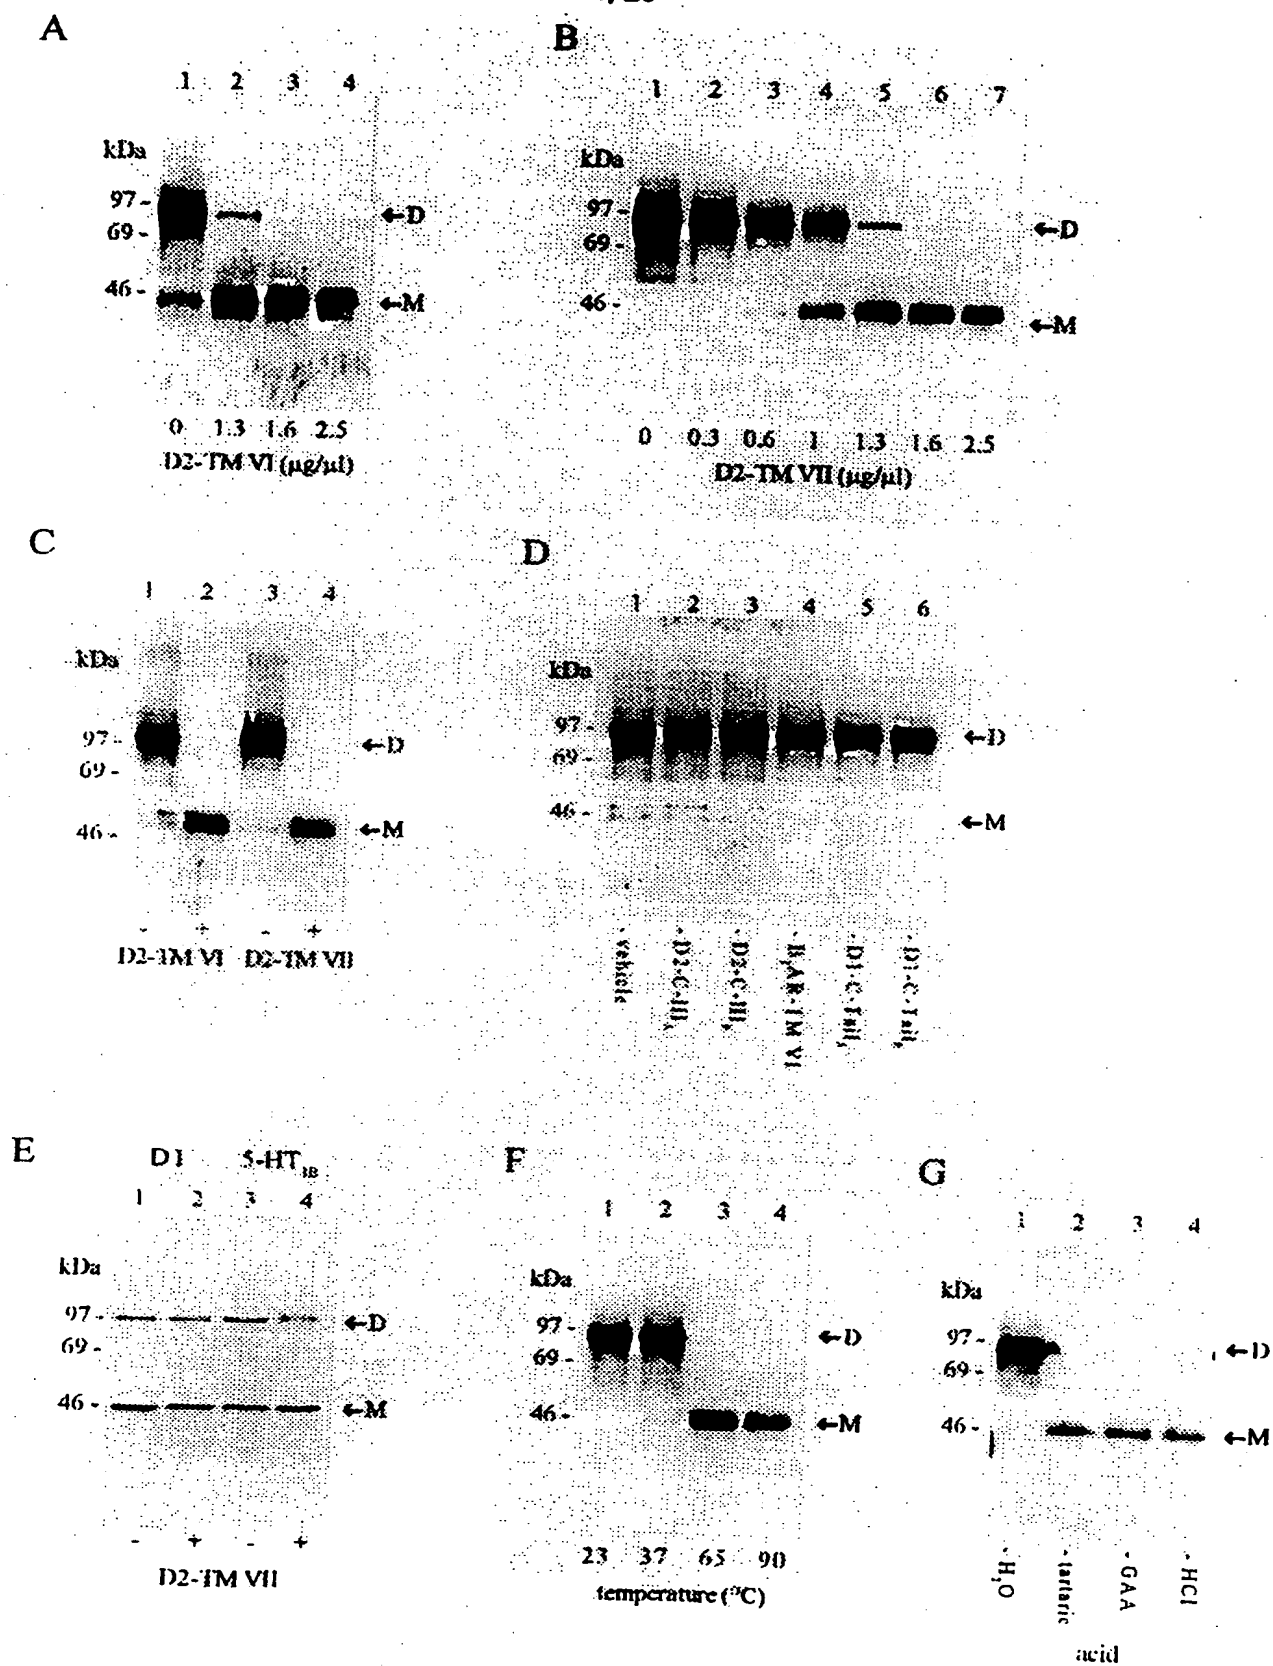 A
1 2 3 4
kDa
97 -
69 -
46 -
←D
←M
0 1.3 1.6 2.5
D2-TM VI (µg/µl)
B
1 2 3 4 5 6 7
kDa
97 -
69 -
46 -
←D
←M
0 0.3 0.6 1 1.3 1.6 2.5
D2-TM VII (µg/µl)
C
1 2 3 4
kDa
97 -
69 -
46 -
←D
←M
- + - +
D2-TM VI D2-TM VII
D
1 2 3 4 5 6
kDa
97 -
69 -
46 -
←D
←M
- vehicle
E
D1 5-HT1B
1 2 3 4
kDa
97 -
69 -
46 -
←D
←M
- + - +
D2-TM VII
F
1 2 3 4
kDa
97 -
69 -
46 -
←D
←M
23 37 65 90
temperature (°C)
G
1 2 3 4
kDa
97 -
69 -
46 -
←D
←M
- H2O
- tartaric
- GAA
- HCl
acid